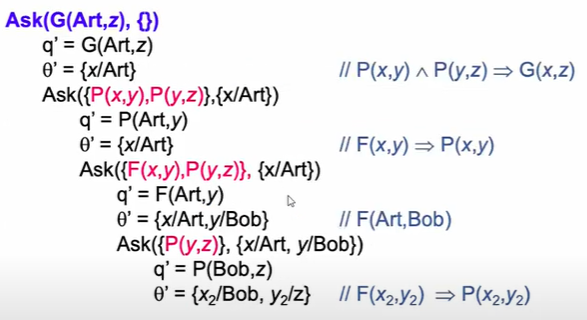 Ask(G(Art,z), {})
q' = G(Art,z)
θ' = {x/Art} // P(x,y) ∧ P(y,z) ⇒ G(x,z)
Ask({P(x,y),P(y,z)},{x/Art})
q' = P(Art,y)
θ' = {x/Art} // F(x,y) ⇒ P(x,y)
Ask({F(x,y),P(y,z)}, {x/Art})
q' = F(Art,y)
θ' = {x/Art,y/Bob} // F(Art,Bob)
Ask({P(y,z)}, {x/Art, y/Bob})
q' = P(Bob,z)
θ' = {x₂/Bob, y₂/z} // F(x₂,y₂) ⇒ P(x₂,y₂)